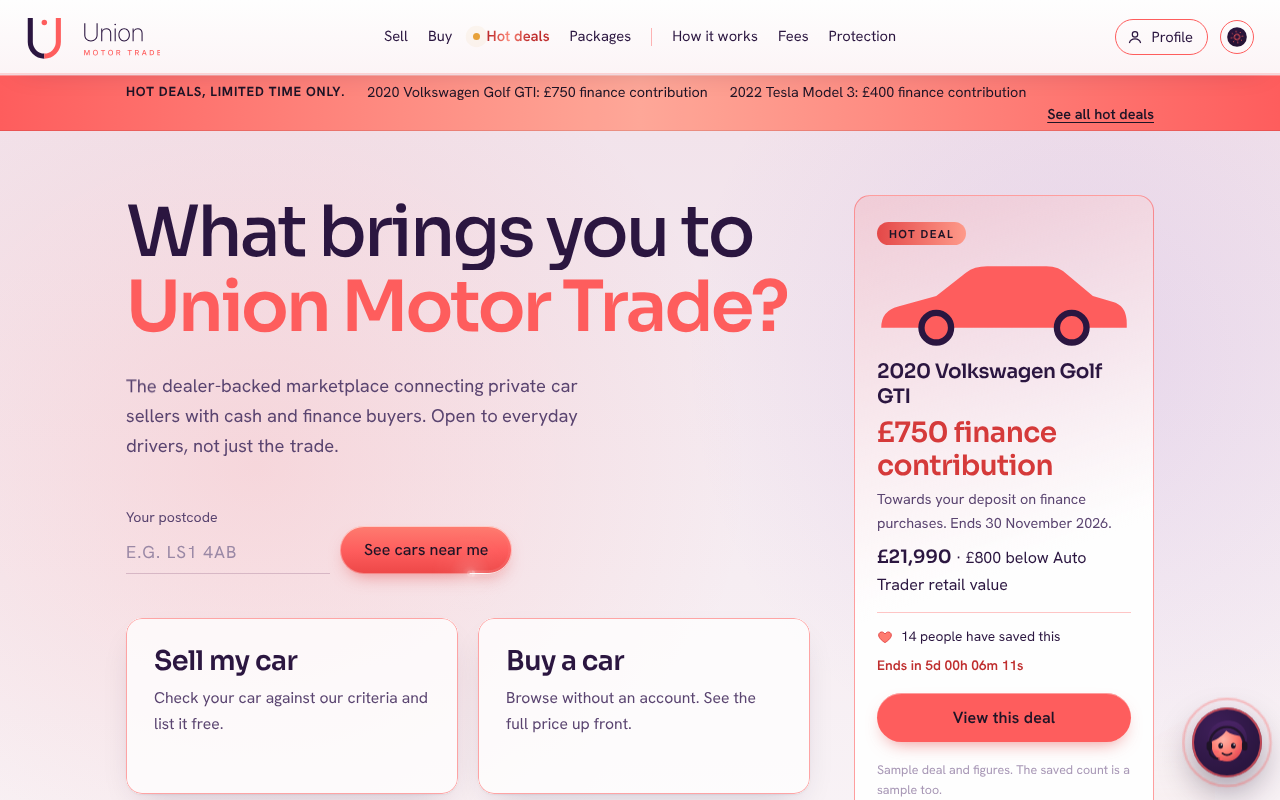 Union
MOTOR TRADE
Sell
Buy
Hot deals
Packages
How it works
Fees
Protection
Profile
HOT DEALS, LIMITED TIME ONLY.
2020 Volkswagen Golf GTI: £750 finance contribution
2022 Tesla Model 3: £400 finance contribution
See all hot deals
What brings you to
Union Motor Trade?
The dealer-backed marketplace connecting private car
sellers with cash and finance buyers. Open to everyday
drivers, not just the trade.
Your postcode
E.G. LS1 4AB
See cars near me
Sell my car
Check your car against our criteria and
list it free.
Buy a car
Browse without an account. See the
full price up front.
HOT DEAL
2020 Volkswagen Golf
GTI
£750 finance
contribution
Towards your deposit on finance
purchases. Ends 30 November 2026.
£21,990 · £800 below Auto
Trader retail value
14 people have saved this
Ends in 5d 00h 06m 11s
View this deal
Sample deal and figures. The saved count is a
sample too.